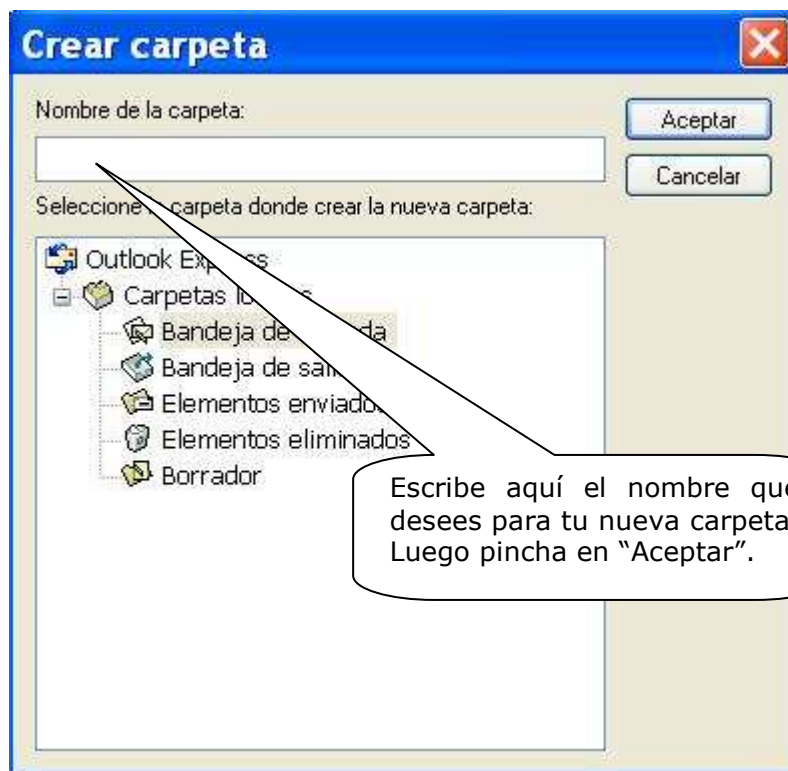 Crear carpeta
Nombre de la carpeta:
Aceptar
Cancelar
Seleccione carpeta donde crear la nueva carpeta:
Outlook
Carpetas
Bandeja de
Bandeja de
Elementos
Elementos eliminados
Borrador
Escribe aquí el nombre que
desees para tu nueva carpeta
Luego pincha en “Aceptar”.